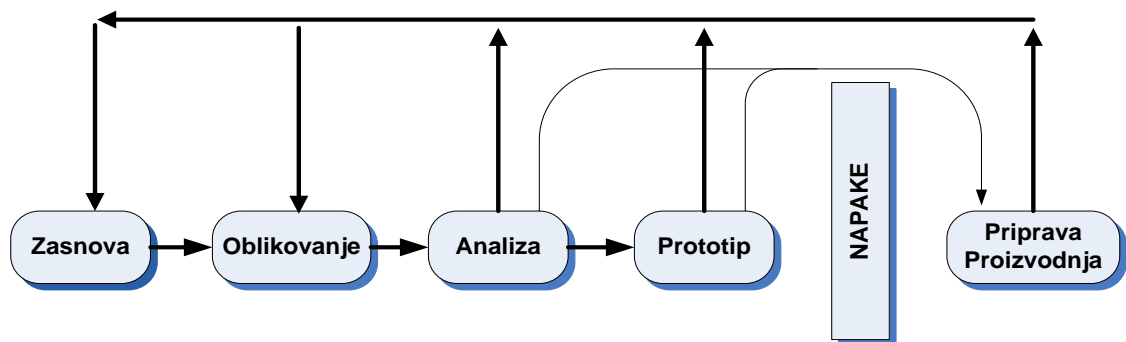 Zasnova
Oblikovanje
Analiza
Prototip
NAPAKE
Priprava
Proizvodnja